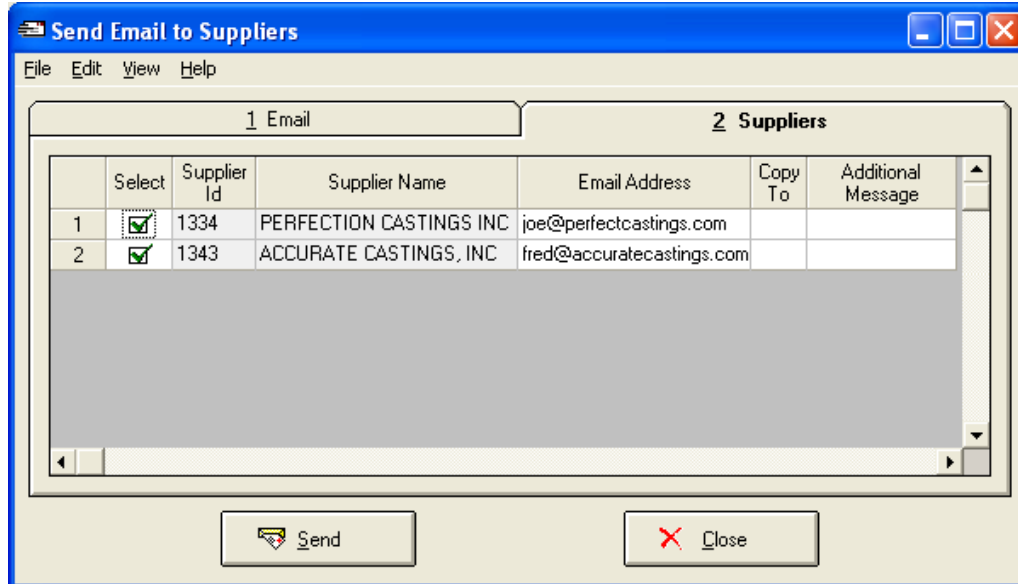 Send Email to Suppliers
File Edit View Help
1 Email 2 Suppliers
Select Supplier Id Supplier Name Email Address Copy To Additional Message
1 1334 PERFECTION CASTINGS INC joe@perfectcastings.com
2 1343 ACCURATE CASTINGS, INC fred@accuratecastings.com
Send Close